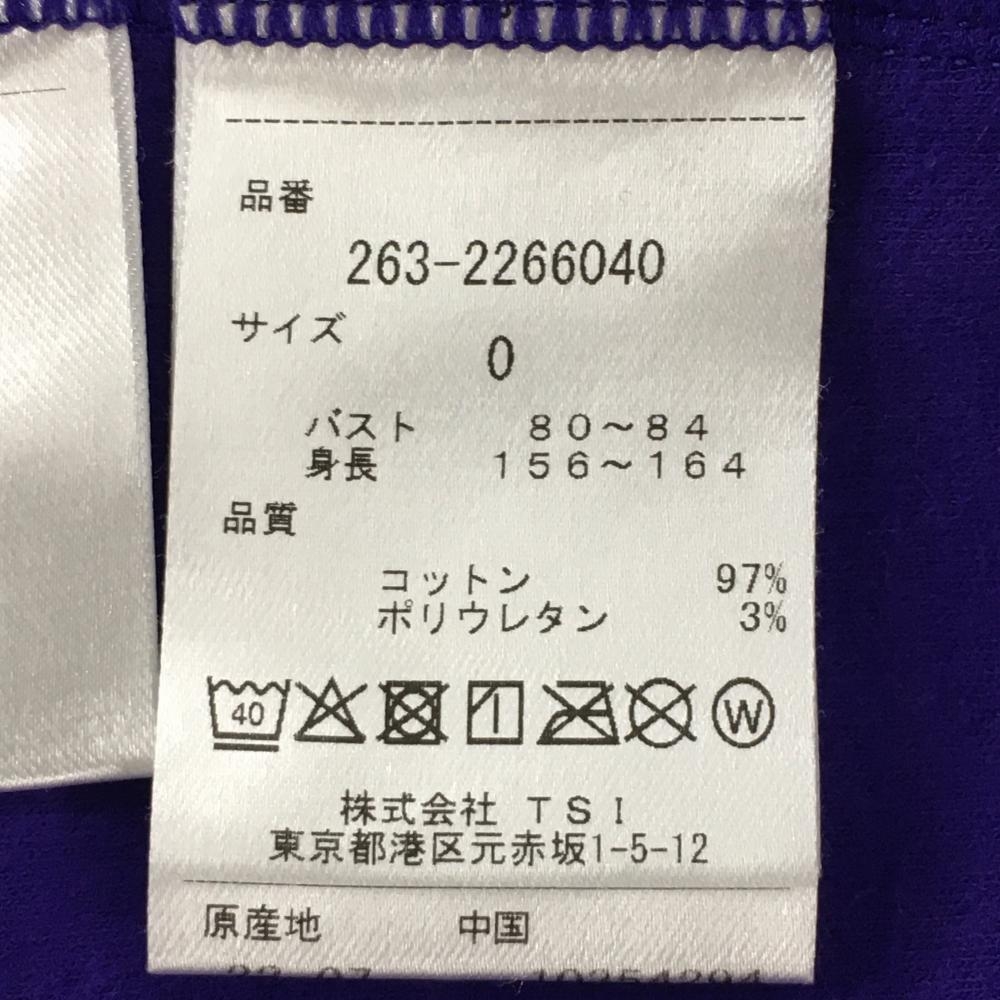 品番
263-2266040
サイズ
0
バスト 80~84
身長 156~164
品質
コットン 97%
ポリウレタン 3%
40
W
株式会社 TSI
東京都港区元赤坂1-5-12
原産地 中国